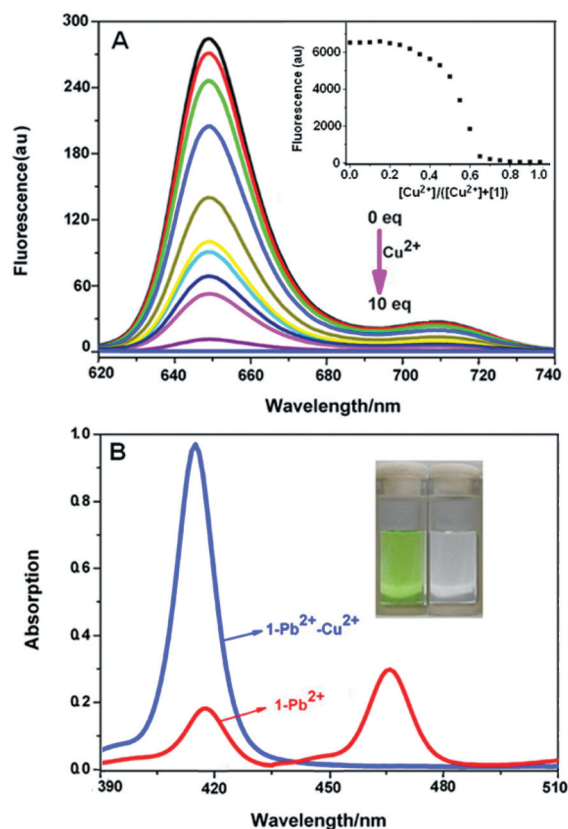 A
300
240
180
120
60
0
Fluorescence(au)
620 640 660 680 700 720 740
Wavelength/nm
6000
4000
2000
0
Fluorescence (au)
0.0 0.2 0.4 0.6 0.8 1.0
[Cu²⁺]/([Cu²⁺]+[1])
0 eq
Cu²⁺
10 eq
B
1.0
0.8
0.6
0.4
0.2
0.0
Absorption
1-Pb²⁺-Cu²⁺
1-Pb²⁺
390 420 450 480 510
Wavelength/nm